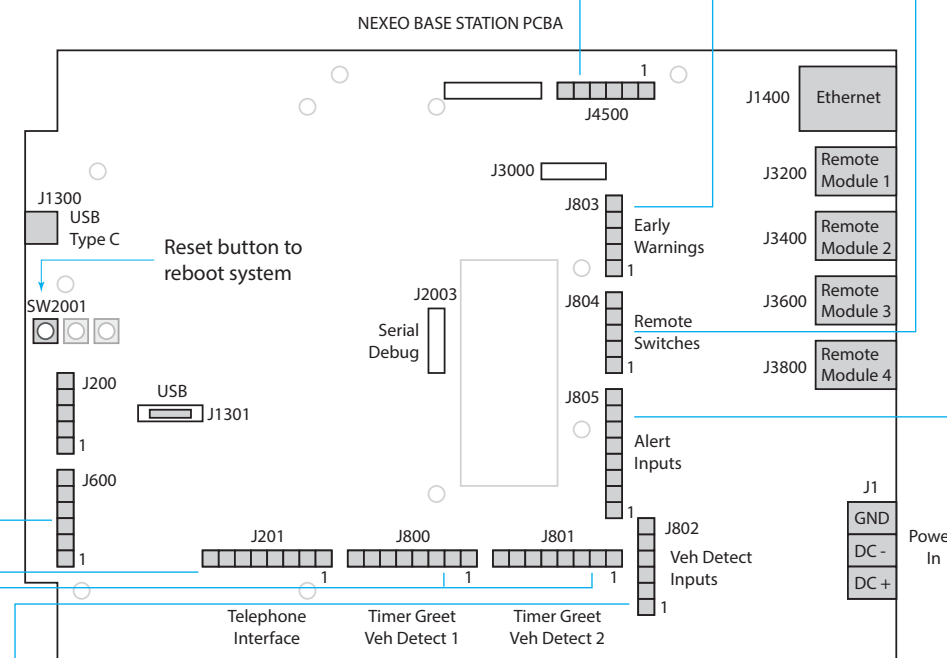 NEXEO BASE STATION PCBA
1
J4500
J1400
Ethernet
J3000
J3200
Remote
Module 1
J1300
USB
Type C
J803
Early
Warnings
1
J3400
Remote
Module 2
Reset button to
reboot system
SW2001
J2003
Serial
Debug
J804
Remote
Switches
1
J3600
Remote
Module 3
J3800
Remote
Module 4
J200
1
USB
J1301
J805
Alert
Inputs
1
J600
1
J201
1
Telephone
Interface
J800
1
Timer Greet
Veh Detect 1
J801
1
Timer Greet
Veh Detect 2
J802
Veh Detect
Inputs
1
J1
GND
DC -
DC +
In